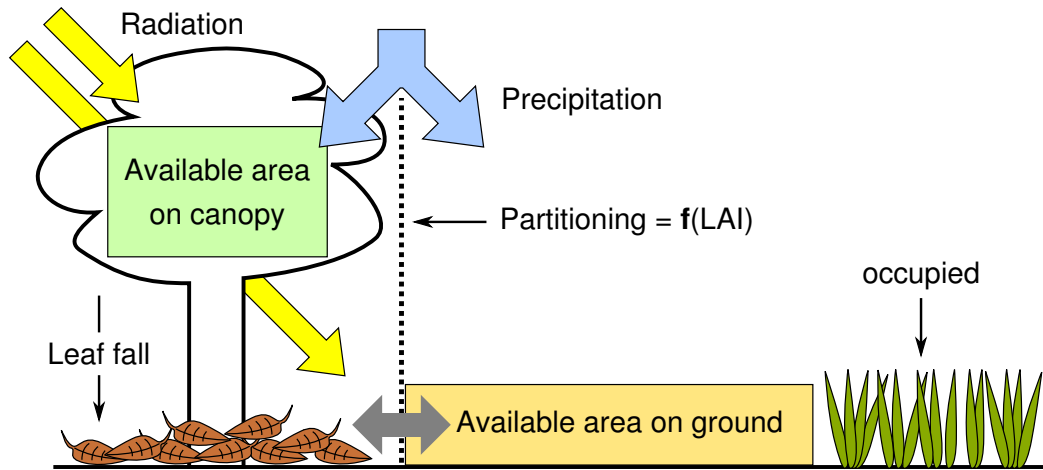 Radiation
Precipitation
Available area
on canopy
Partitioning = f(LAI)
occupied
Leaf fall
Available area on ground